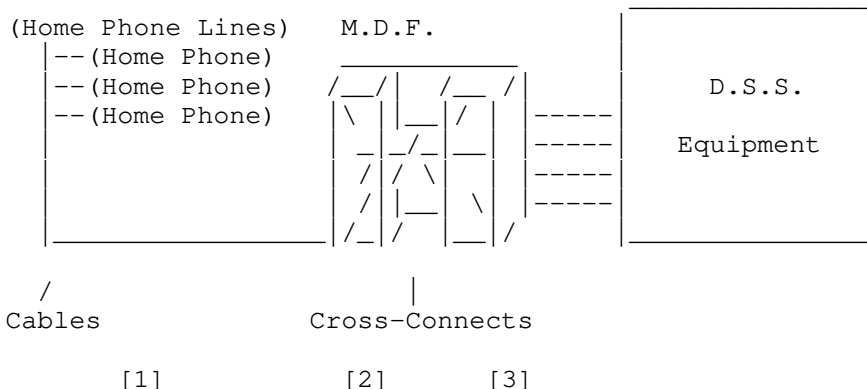 (Home Phone Lines) M.D.F.
|--(Home Phone)
|--(Home Phone) D.S.S.
|--(Home Phone)
Equipment
Cables Cross-Connects
[1] [2] [3]